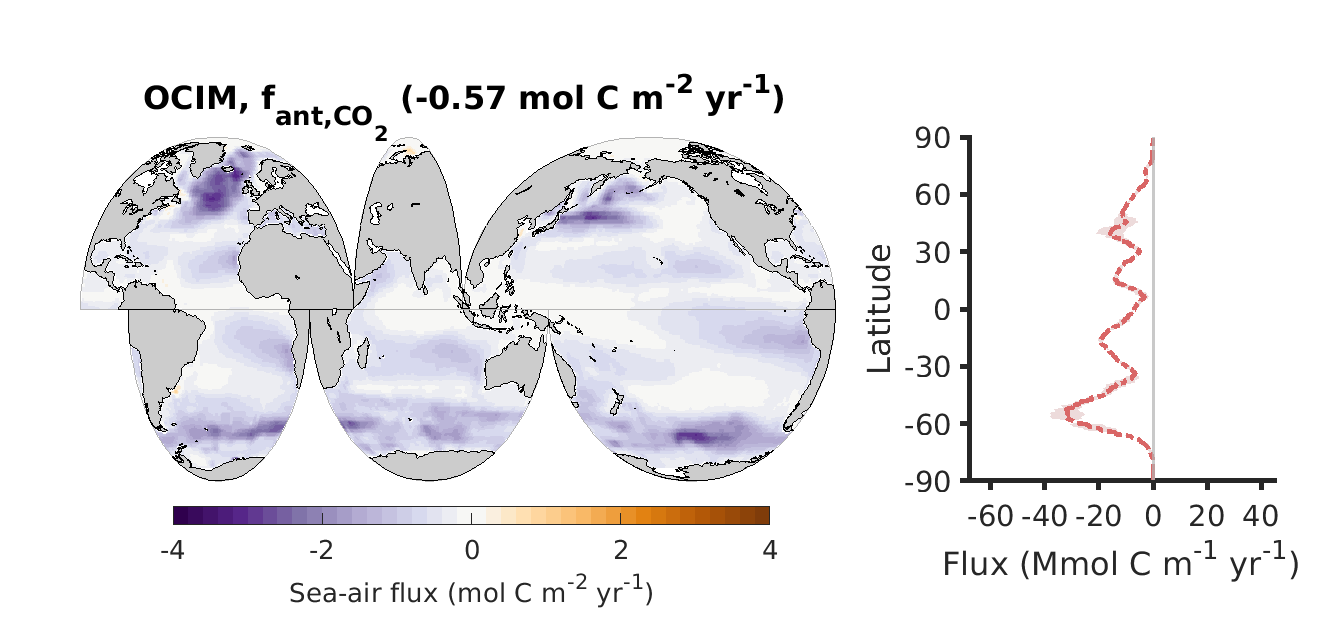 OCIM, f_ant,CO_2 (-0.57 mol C m^-2 yr^-1)
-4 -2 0 2 4
Sea-air flux (mol C m^-2 yr^-1)
Latitude
90
60
30
0
-30
-60
-90
-60 -40 -20 0 20 40
Flux (Mmol C m^-1 yr^-1)